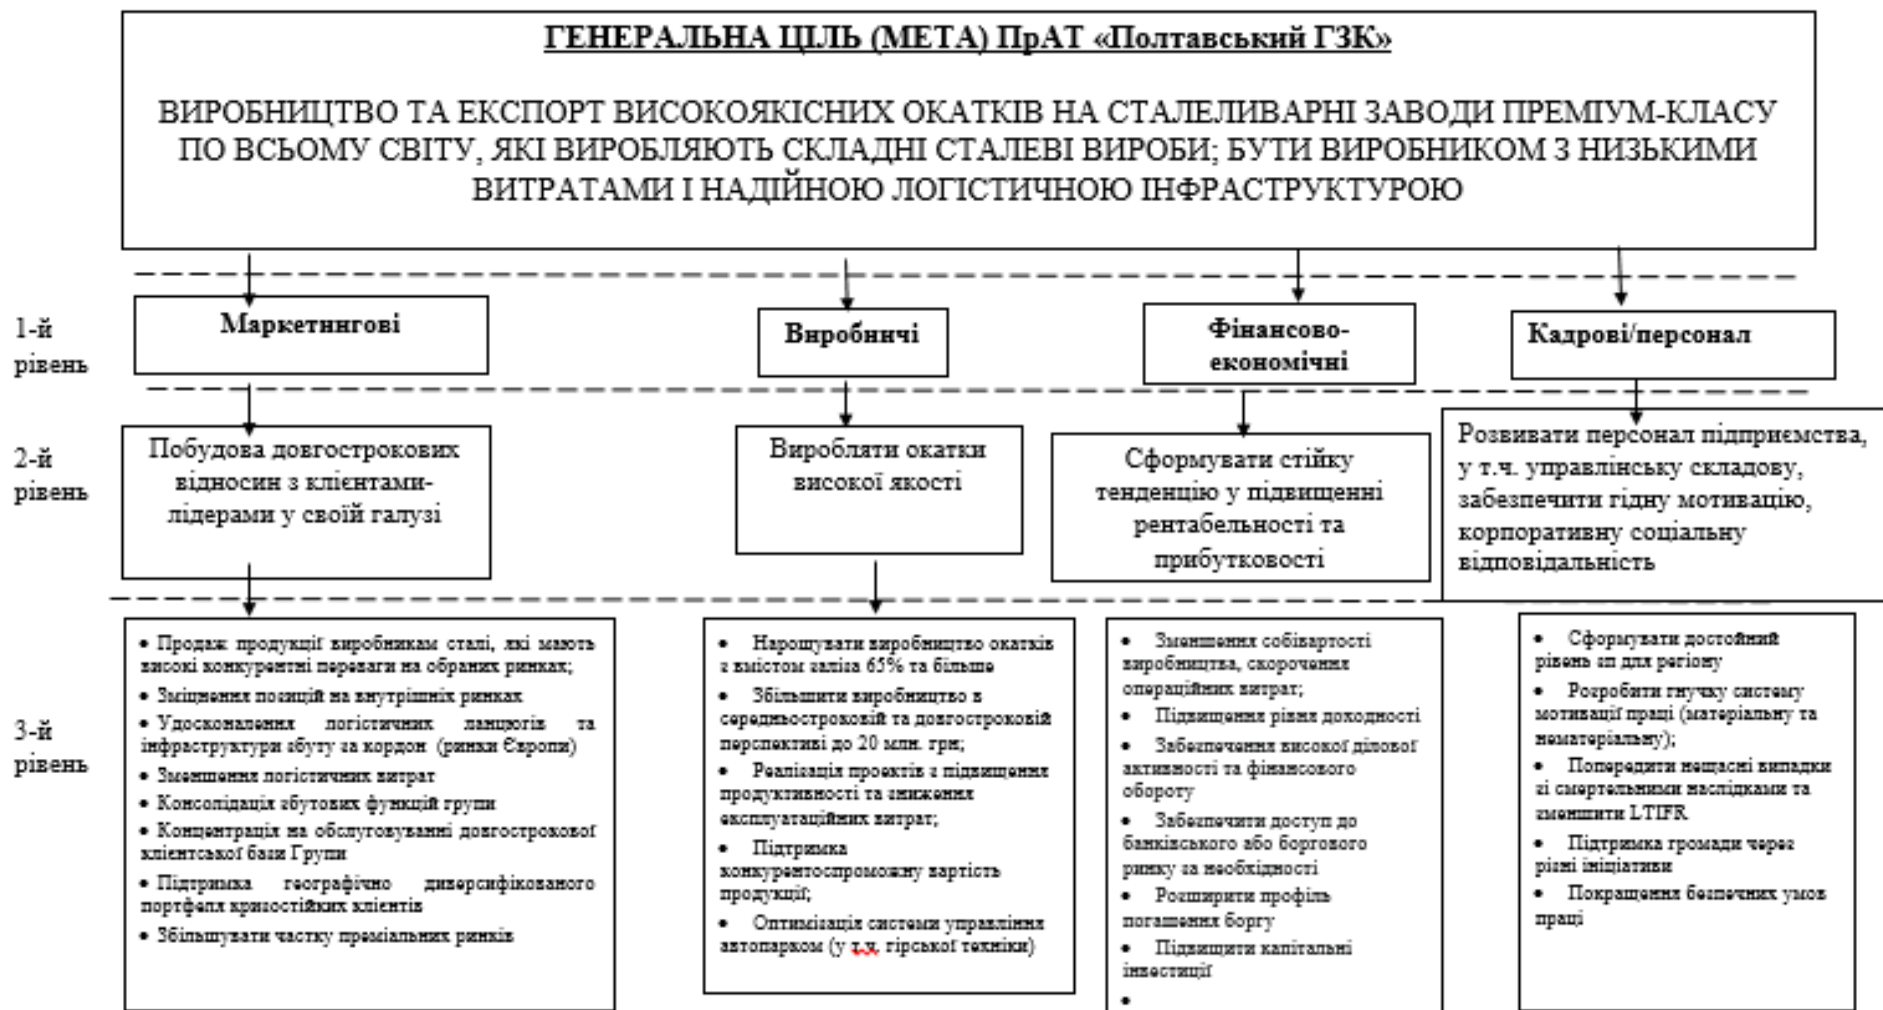 ГЕНЕРАЛЬНА ЦІЛЬ (МЕТА) ПрАТ «Полтавський ГЗК»
ВИРОБНИЦТВО ТА ЕКСПОРТ ВИСОКОЯКІСНИХ ОКАТКІВ НА СТАЛЕЛИВАРНІ ЗАВОДИ ПРЕМІУМ-КЛАСУ
ПО ВСЬОМУ СВІТУ, ЯКІ ВИРОБЛЯЮТЬ СКЛАДНІ СТАЛЕВІ ВИРОБИ; БУТИ ВИРОБНИКОМ З НИЗЬКИМИ
ВИТРАТАМИ І НАДІЙНОЮ ЛОГІСТИЧНОЮ ІНФРАСТРУКТУРОЮ
1-й
рівень
Маркетингові
Виробничі
Фінансово-
економічні
Кадрові/персонал
2-й
рівень
Побудова довгострокових
відносин з клієнтами-
лідерами у своїй галузі
Виробляти окатки
високої якості
Сформувати стійку
тенденцію у підвищенні
рентабельності та
прибутковості
Розвивати персонал підприємства,
у т.ч. управлінську складову,
забезпечити гідну мотивацію,
корпоративну соціальну
відповідальність
3-й
рівень
• Продаж продукції виробникам сталі, які мають
високі конкурентні переваги на обраних ринках;
• Зміцнення позицій на внутрішніх ринках
• Удосконалення логістичних ланцюгів та
інфраструктури збуту за кордон (ринки Європи)
• Зменшення логістичних витрат
• Консолідація збутових функцій групи
• Концентрація на обслуговуванні довгострокової
клієнтської бази Групи
• Підтримка географічно диверсифікованого
портфеля кризостійких клієнтів
• Збільшувати частку преміальних ринків
• Нарощувати виробництво окатків
з вмістом заліза 65% та більше
• Збільшити виробництво в
середньостроковій та довгостроковій
перспективі до 20 млн. грн;
• Реалізація проектів з підвищення
продуктивності та зниження
експлуатаційних витрат;
• Підтримка
конкурентоспроможну вартість
продукції;
• Оптимізація системи управління
автопарком (у т.ч. гірської техніки)
• Зменшення собівартості
виробництва, скорочення
операційних витрат;
• Підвищення рівня доходності
• Забезпечення високої ділової
активності та фінансового
обороту
• Забезпечити доступ до
банківського або боргового
ринку за необхідності
• Розширити профіль
погашення боргу
• Підвищити капітальні
інвестиції
•
• Сформувати достойний
рівень зп для регіону
• Розробити гнучку систему
мотивації праці (матеріальну та
нематеріальну);
• Попередити нещасні випадки
зі смертельними наслідками та
зменшити LTIFR
• Підтримка громади через
різні ініціативи
• Покращення безпечних умов
праці